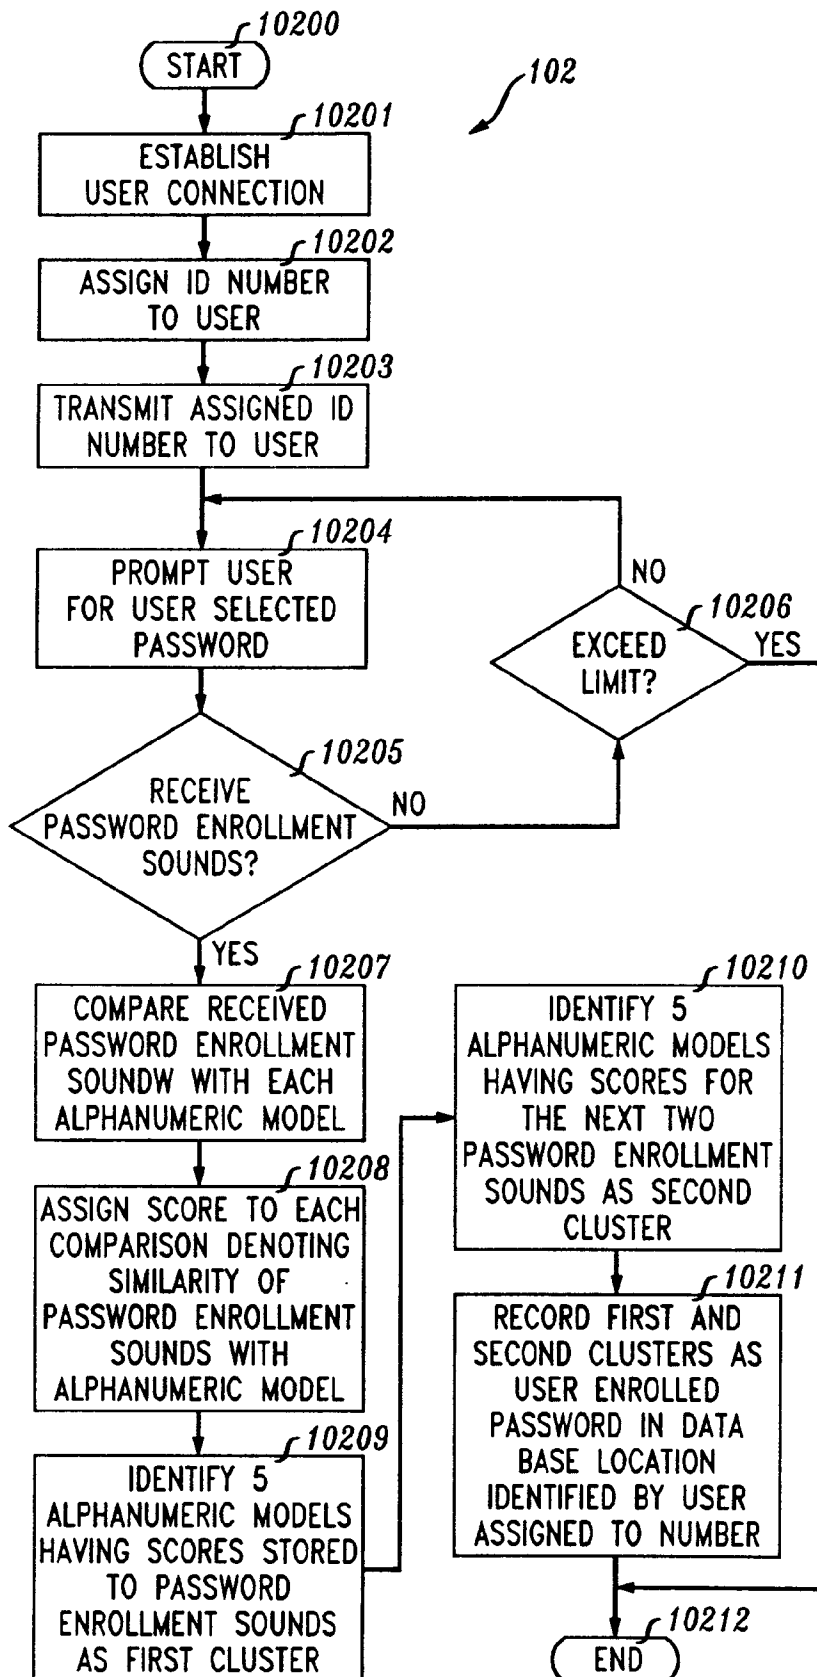 10200
START
102
10201
ESTABLISH
USER CONNECTION
10202
ASSIGN ID NUMBER
TO USER
10203
TRANSMIT ASSIGNED ID
NUMBER TO USER
10204
PROMPT USER
FOR USER SELECTED
PASSWORD
NO
10206
EXCEED
LIMIT?
YES
10205
RECEIVE
PASSWORD ENROLLMENT
SOUNDS?
NO
YES
10207
COMPARE RECEIVED
PASSWORD ENROLLMENT
SOUNDW WITH EACH
ALPHANUMERIC MODEL
10208
ASSIGN SCORE TO EACH
COMPARISON DENOTING
SIMILARITY OF
PASSWORD ENROLLMENT
SOUNDS WITH
ALPHANUMERIC MODEL
10209
IDENTIFY 5
ALPHANUMERIC MODELS
HAVING SCORES STORED
TO PASSWORD
ENROLLMENT SOUNDS
AS FIRST CLUSTER
10210
IDENTIFY 5
ALPHANUMERIC MODELS
HAVING SCORES FOR
THE NEXT TWO
PASSWORD ENROLLMENT
SOUNDS AS SECOND
CLUSTER
10211
RECORD FIRST AND
SECOND CLUSTERS AS
USER ENROLLED
PASSWORD IN DATA
BASE LOCATION
IDENTIFIED BY USER
ASSIGNED TO NUMBER
10212
END